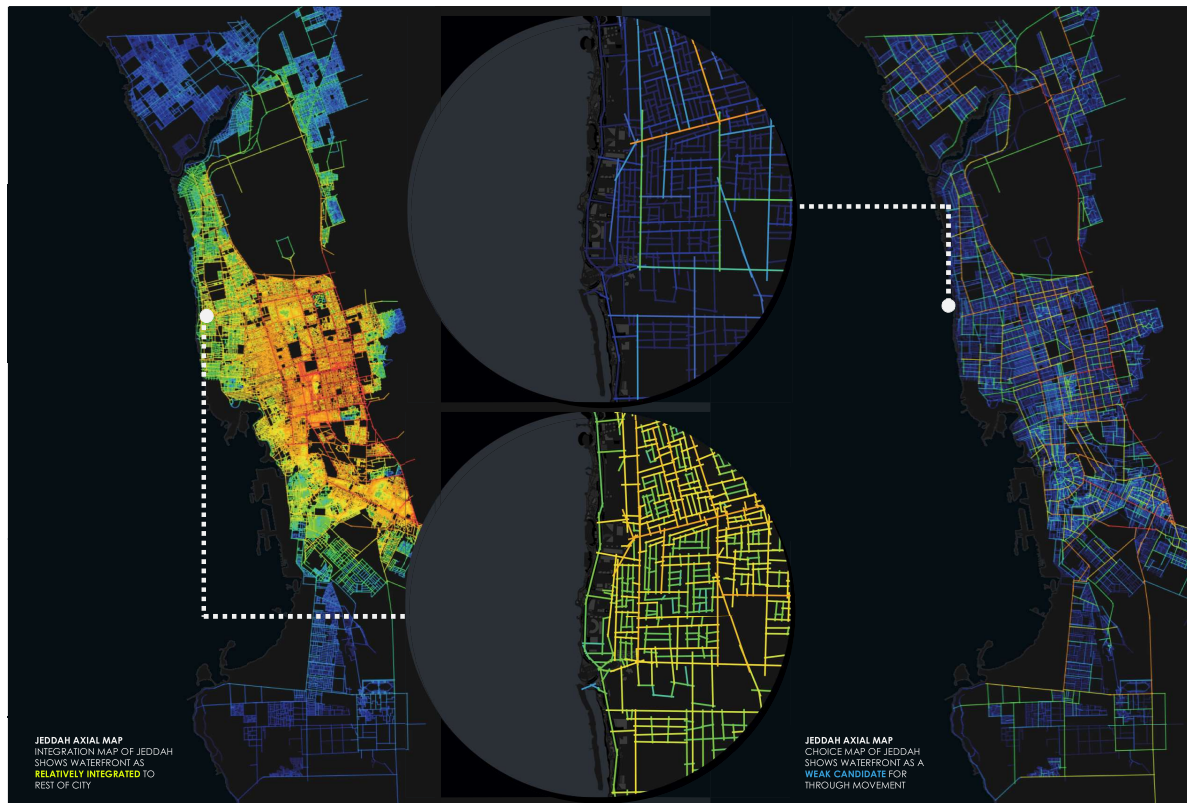 JEDDAH AXIAL MAP
INTEGRATION MAP OF JEDDAH
SHOWS WATERFRONT AS
RELATIVELY INTEGRATED TO
REST OF CITY
JEDDAH AXIAL MAP
CHOICE MAP OF JEDDAH
SHOWS WATERFRONT AS A
WEAK CANDIDATE FOR
THROUGH MOVEMENT